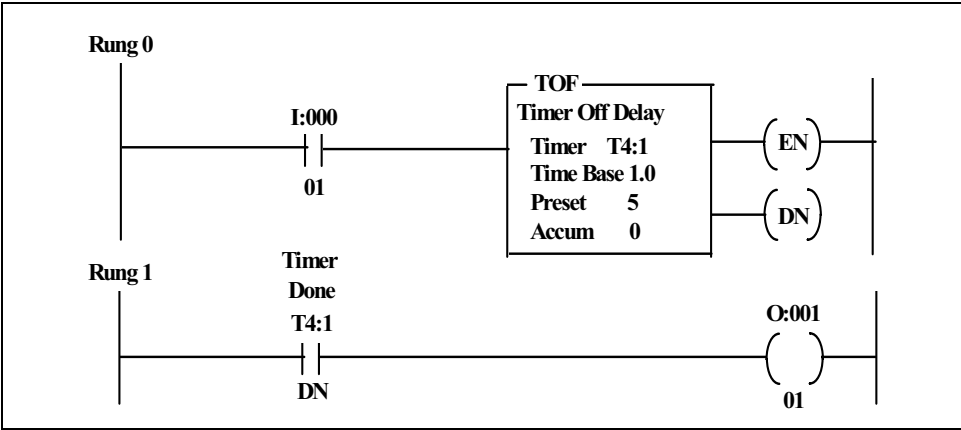 Rung 0
I:000
01
TOF
Timer Off Delay
Timer T4:1
Time Base 1.0
Preset 5
Accum 0
EN
DN
Rung 1
Timer
Done
T4:1
DN
O:001
01